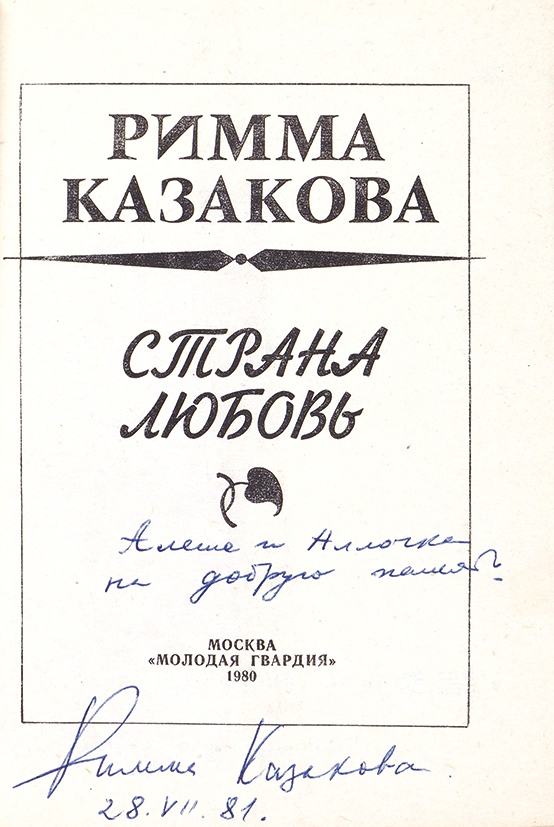 РИММА
КАЗАКОВА
СТРАНА
ЛЮБОВЬ
Алеше и Аллочке
на добрую память
МОСКВА
«МОЛОДАЯ ГВАРДИЯ»
1980
Римма Казакова.
28.VII.81.